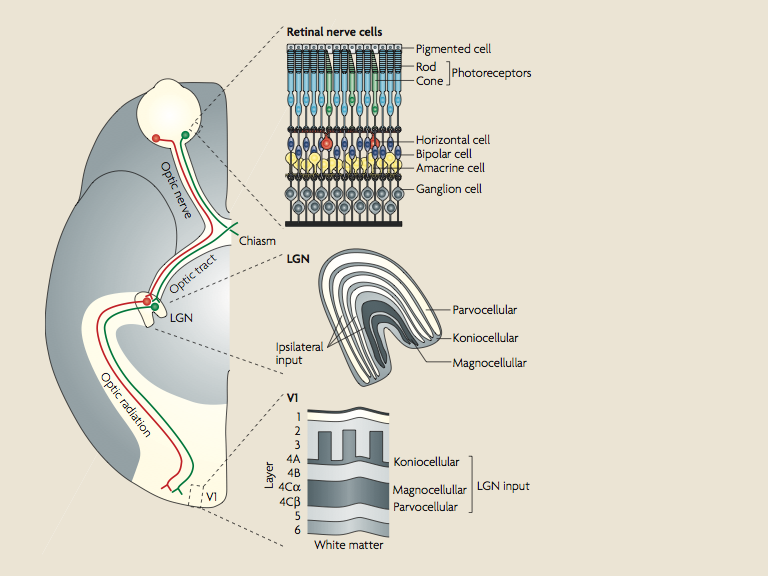 Retinal nerve cells
Pigmented cell
Rod
Cone
Photoreceptors
Horizontal cell
Bipolar cell
Amacrine cell
Ganglion cell
Optic nerve
Chiasm
Optic tract
LGN
Optic radiation
V1
LGN
Parvocellular
Koniocellular
Magnocellullar
Ipsilateral
input
V1
Layer
1
2
3
4A
4B
4Cα
4Cβ
5
6
Koniocellular
Magnocellullar
Parvocellular
LGN input
White matter